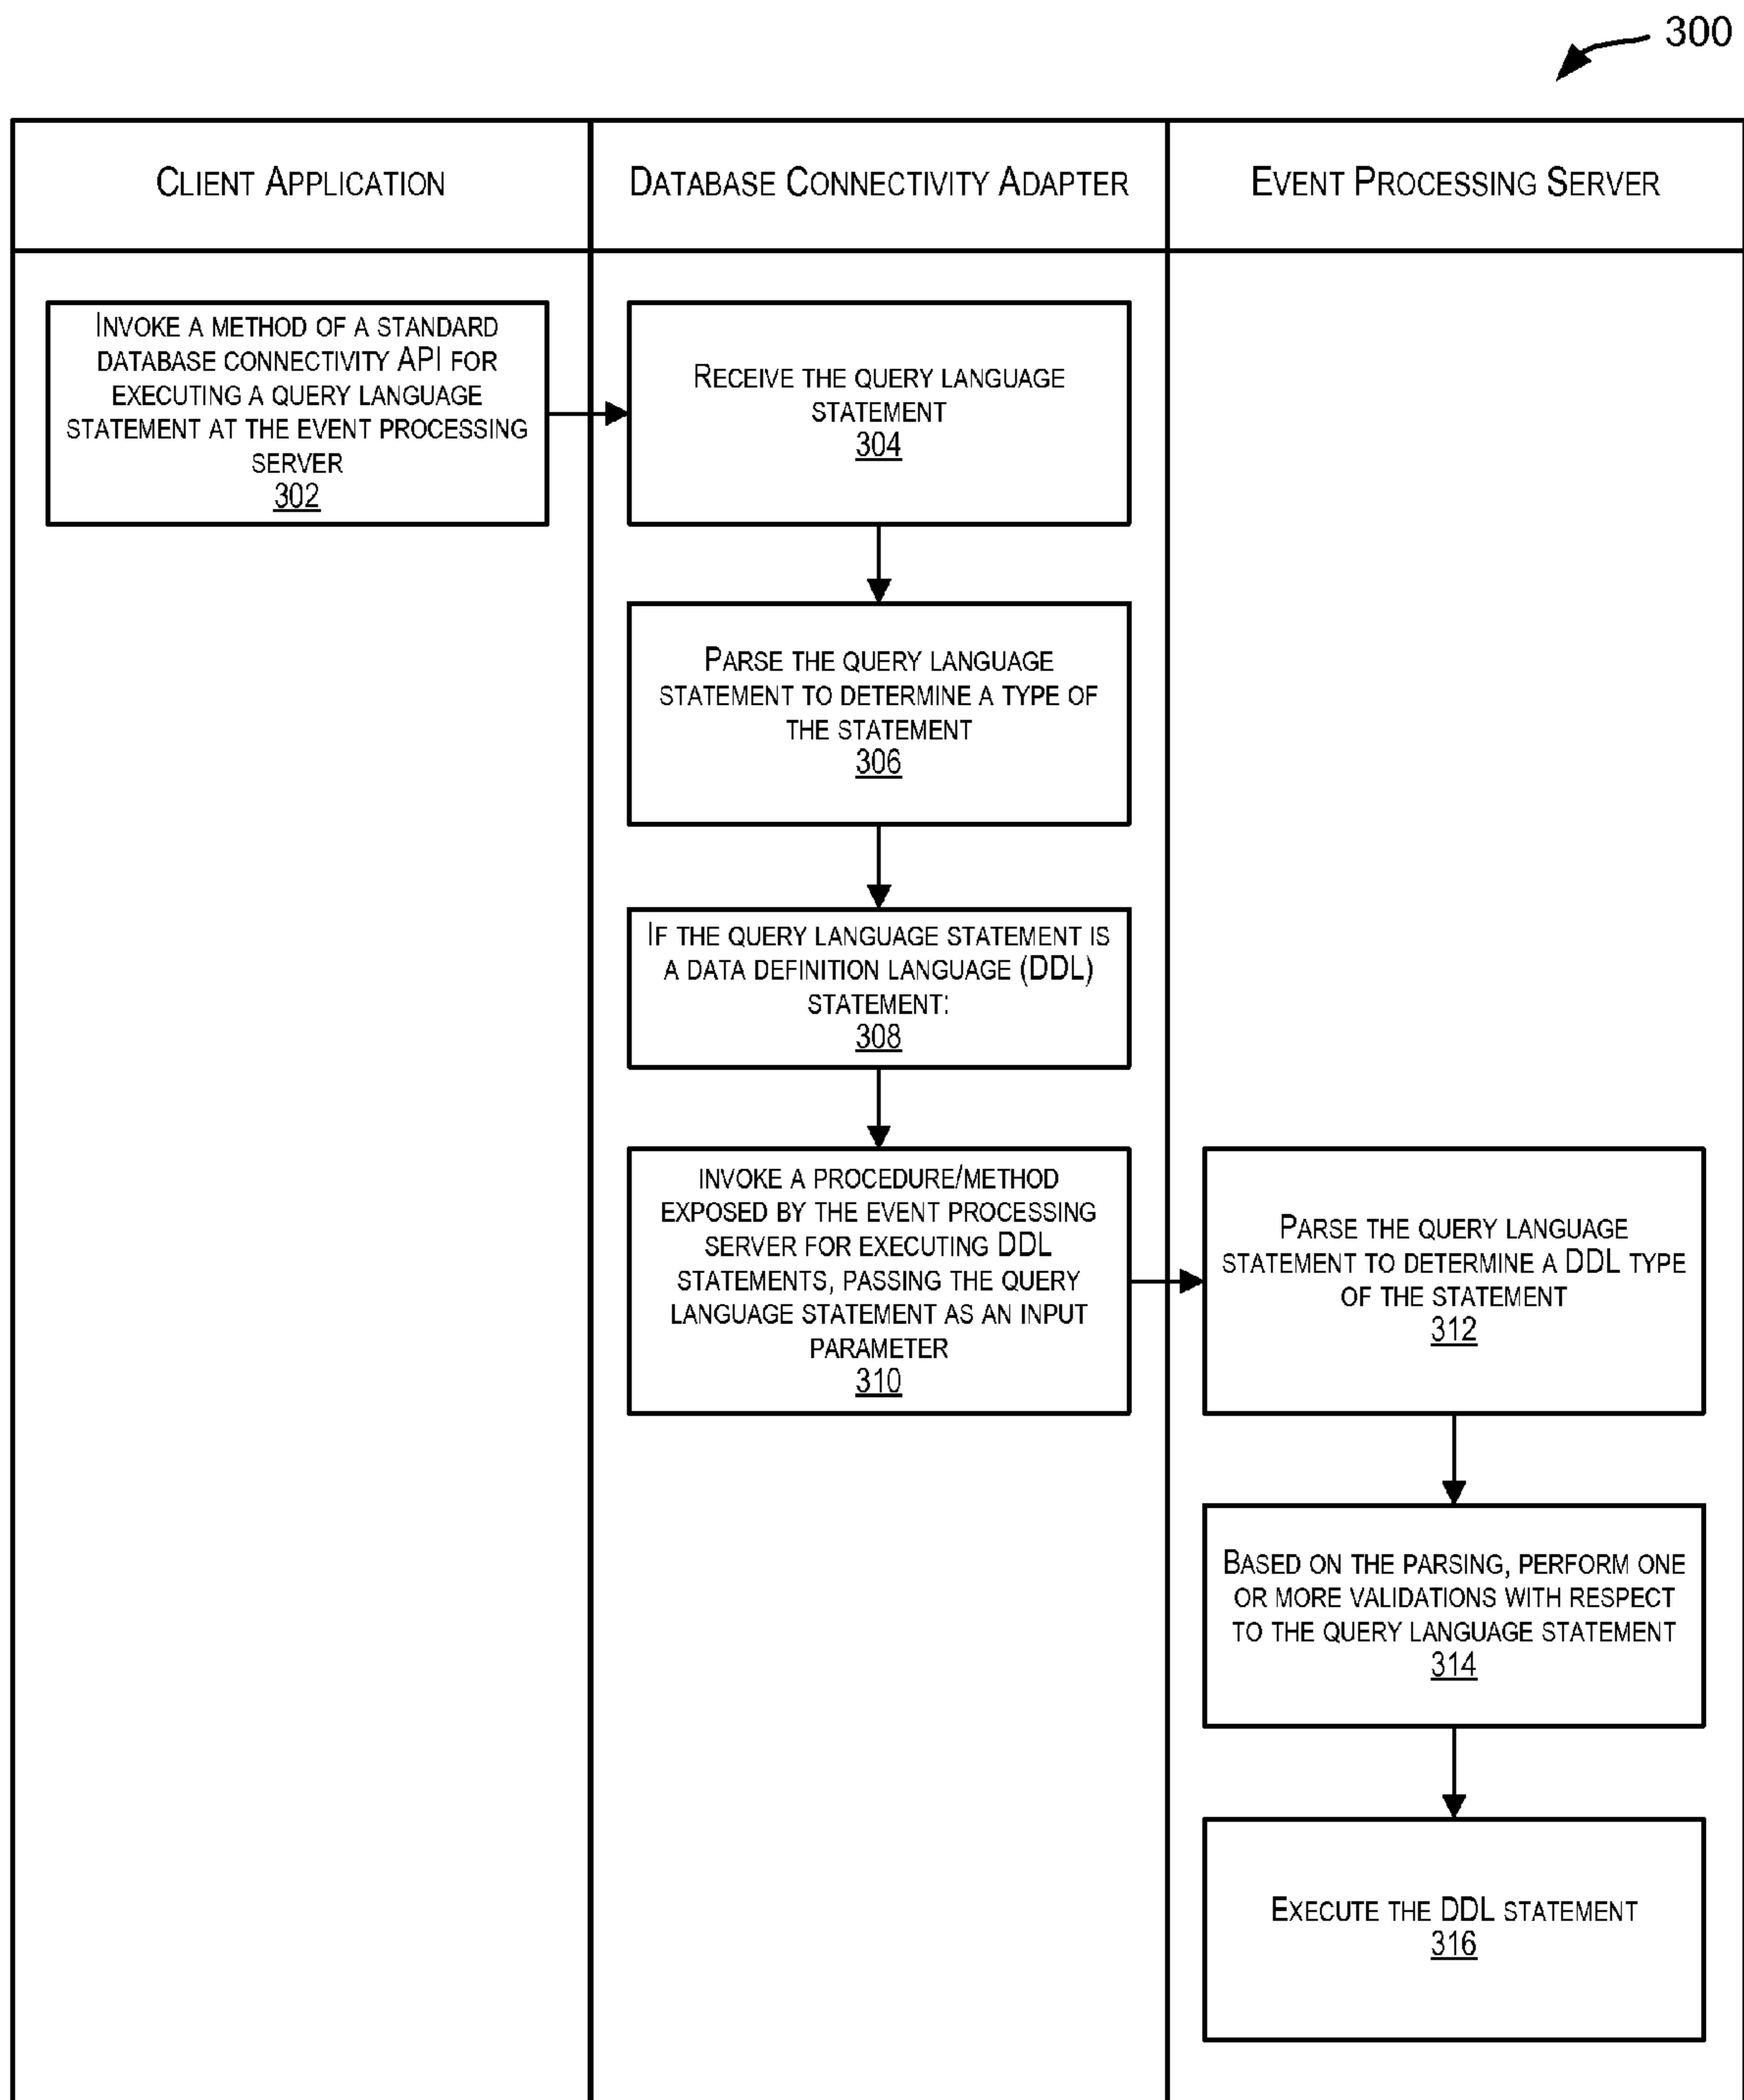 300
CLIENT APPLICATION
DATABASE CONNECTIVITY ADAPTER
EVENT PROCESSING SERVER
INVOKE A METHOD OF A STANDARD
DATABASE CONNECTIVITY API FOR
EXECUTING A QUERY LANGUAGE
STATEMENT AT THE EVENT PROCESSING
SERVER
302
RECEIVE THE QUERY LANGUAGE
STATEMENT
304
PARSE THE QUERY LANGUAGE
STATEMENT TO DETERMINE A TYPE OF
THE STATEMENT
306
IF THE QUERY LANGUAGE STATEMENT IS
A DATA DEFINITION LANGUAGE (DDL)
STATEMENT:
308
INVOKE A PROCEDURE/METHOD
EXPOSED BY THE EVENT PROCESSING
SERVER FOR EXECUTING DDL
STATEMENTS, PASSING THE QUERY
LANGUAGE STATEMENT AS AN INPUT
PARAMETER
310
PARSE THE QUERY LANGUAGE
STATEMENT TO DETERMINE A DDL TYPE
OF THE STATEMENT
312
BASED ON THE PARSING, PERFORM ONE
OR MORE VALIDATIONS WITH RESPECT
TO THE QUERY LANGUAGE STATEMENT
314
EXECUTE THE DDL STATEMENT
316